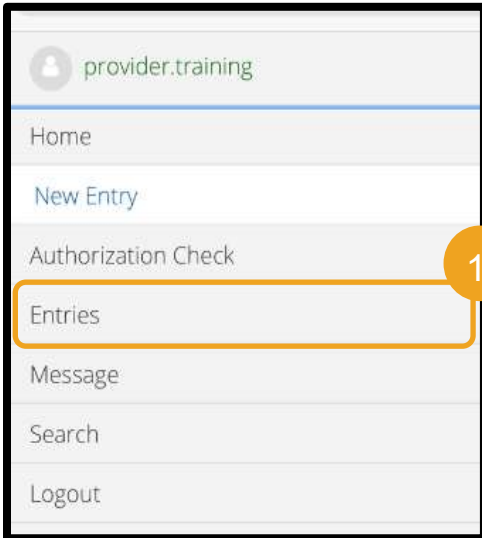 provider.training
Home
New Entry
Authorization Check
1
Entries
Message
Search
Logout